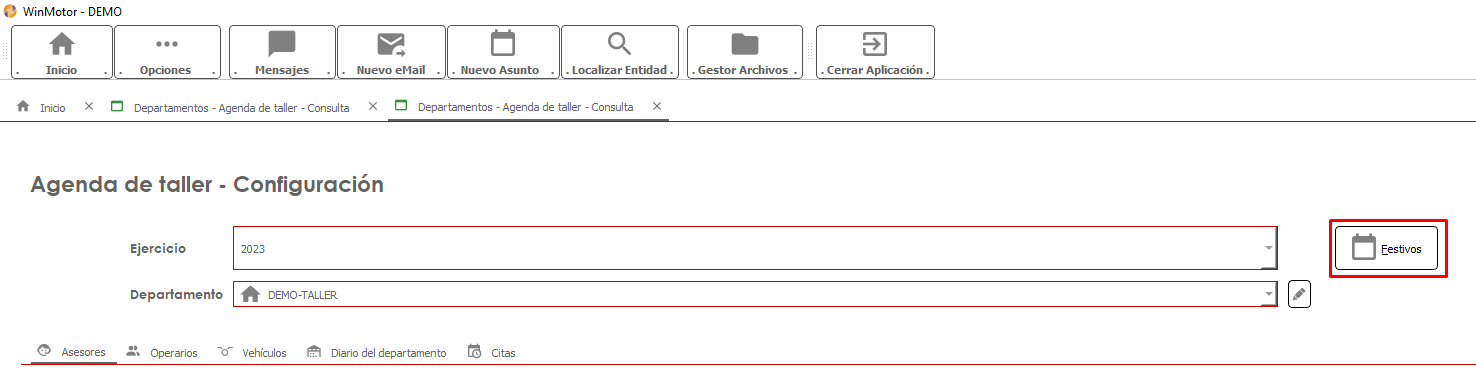 WinMotor - DEMO
. Inicio . . Opciones . . Mensajes . . Nuevo eMail . . Nuevo Asunto . . Localizar Entidad . . Gestor Archivos . . Cerrar Aplicación .
Inicio Departamentos - Agenda de taller - Consulta Departamentos - Agenda de taller - Consulta
Agenda de taller - Configuración
Ejercicio 2023 Festivos
Departamento DEMO-TALLER
Asesores Operarios Vehículos Diario del departamento Citas